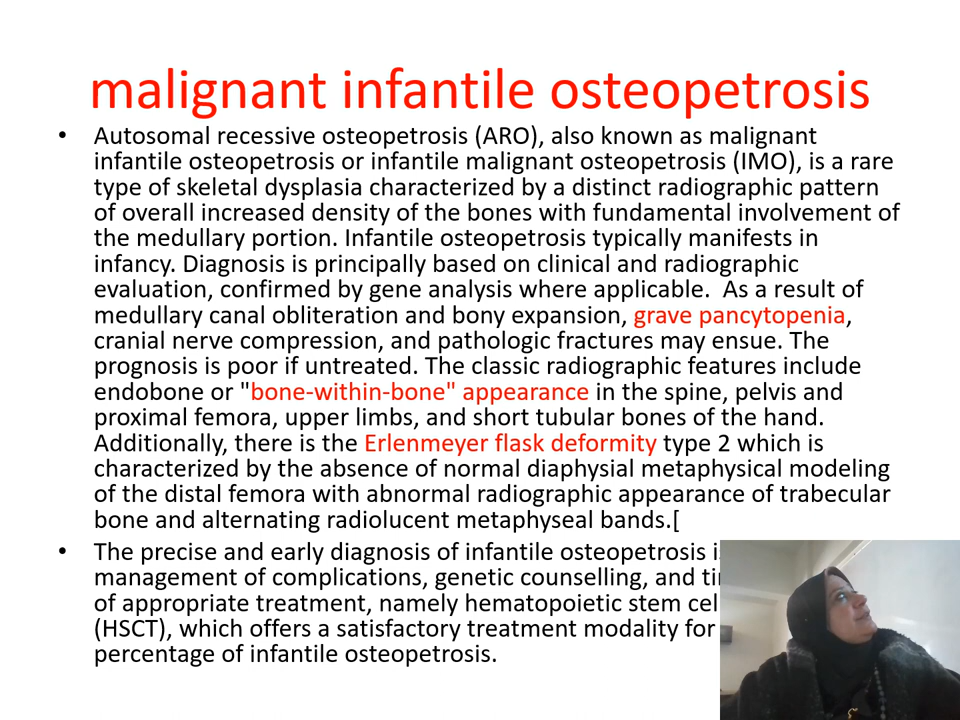 malignant infantile osteopetrosis
• Autosomal recessive osteopetrosis (ARO), also known as malignant
infantile osteopetrosis or infantile malignant osteopetrosis (IMO), is a rare
type of skeletal dysplasia characterized by a distinct radiographic pattern
of overall increased density of the bones with fundamental involvement of
the medullary portion. Infantile osteopetrosis typically manifests in
infancy. Diagnosis is principally based on clinical and radiographic
evaluation, confirmed by gene analysis where applicable.  As a result of
medullary canal obliteration and bony expansion, grave pancytopenia,
cranial nerve compression, and pathologic fractures may ensue. The
prognosis is poor if untreated. The classic radiographic features include
endobone or "bone-within-bone" appearance in the spine, pelvis and
proximal femora, upper limbs, and short tubular bones of the hand.
Additionally, there is the Erlenmeyer flask deformity type 2 which is
characterized by the absence of normal diaphysial metaphysical modeling
of the distal femora with abnormal radiographic appearance of trabecular
bone and alternating radiolucent metaphyseal bands.[
• The precise and early diagnosis of infantile osteopetrosis
management of complications, genetic counselling, and
of appropriate treatment, namely hematopoietic stem
(HSCT), which offers a satisfactory treatment modality for
percentage of infantile osteopetrosis.